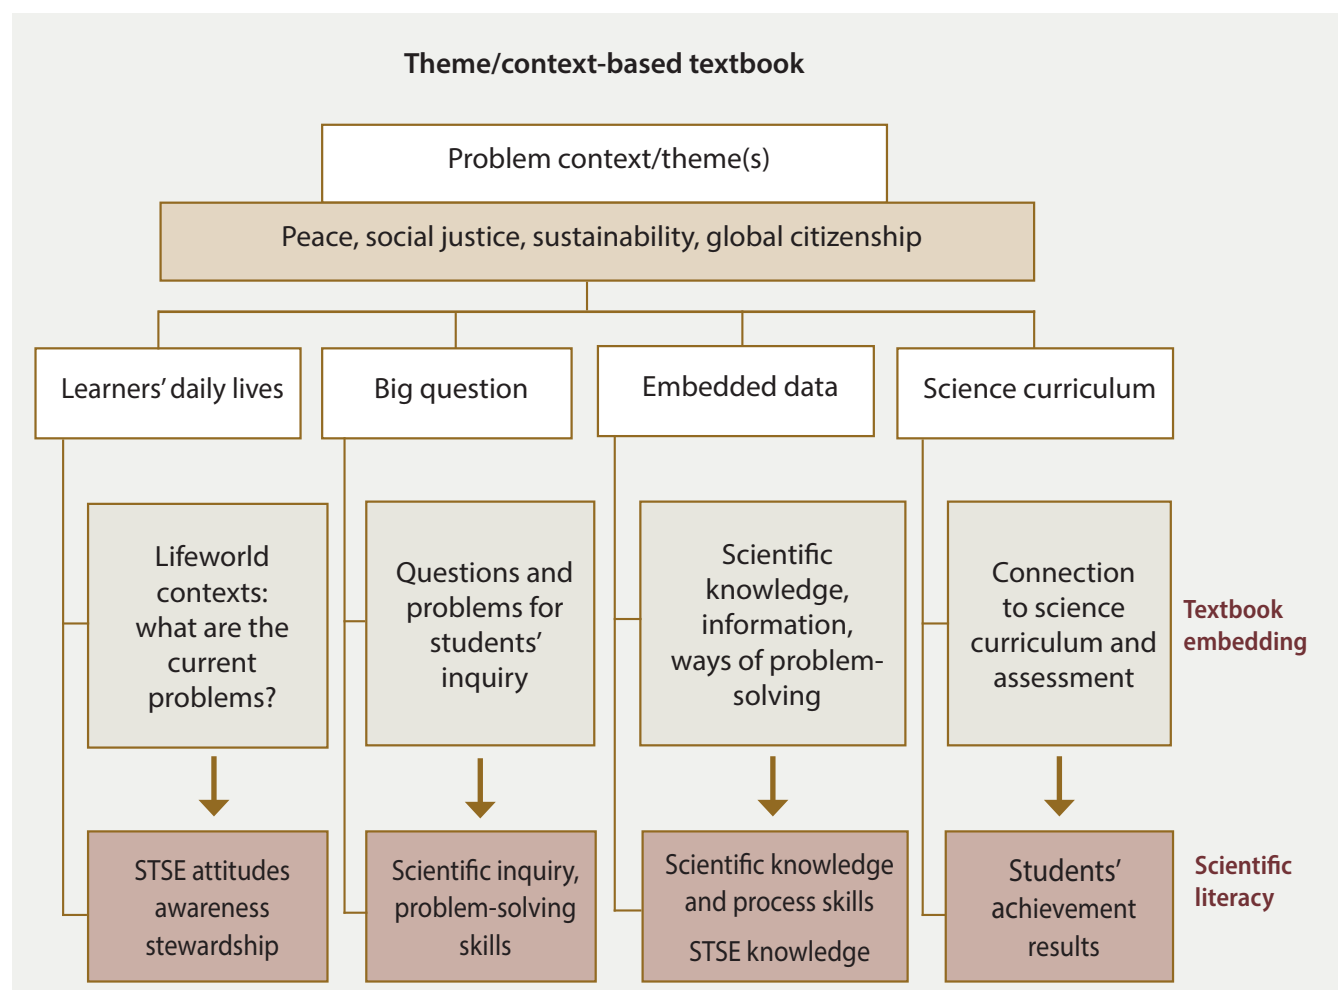 Theme/context-based textbook
Problem context/theme(s)
Peace, social justice, sustainability, global citizenship
Learners’ daily lives
Big question
Embedded data
Science curriculum
Lifeworld
contexts:
what are the
current
problems?
Questions and
problems for
students’
inquiry
Scientific
knowledge,
information,
ways of problem-
solving
Connection
to science
curriculum and
assessment
Textbook
embedding
STSE attitudes
awareness
stewardship
Scientific inquiry,
problem-solving
skills
Scientific knowledge
and process skills
STSE knowledge
Students’
achievement
results
Scientific
literacy